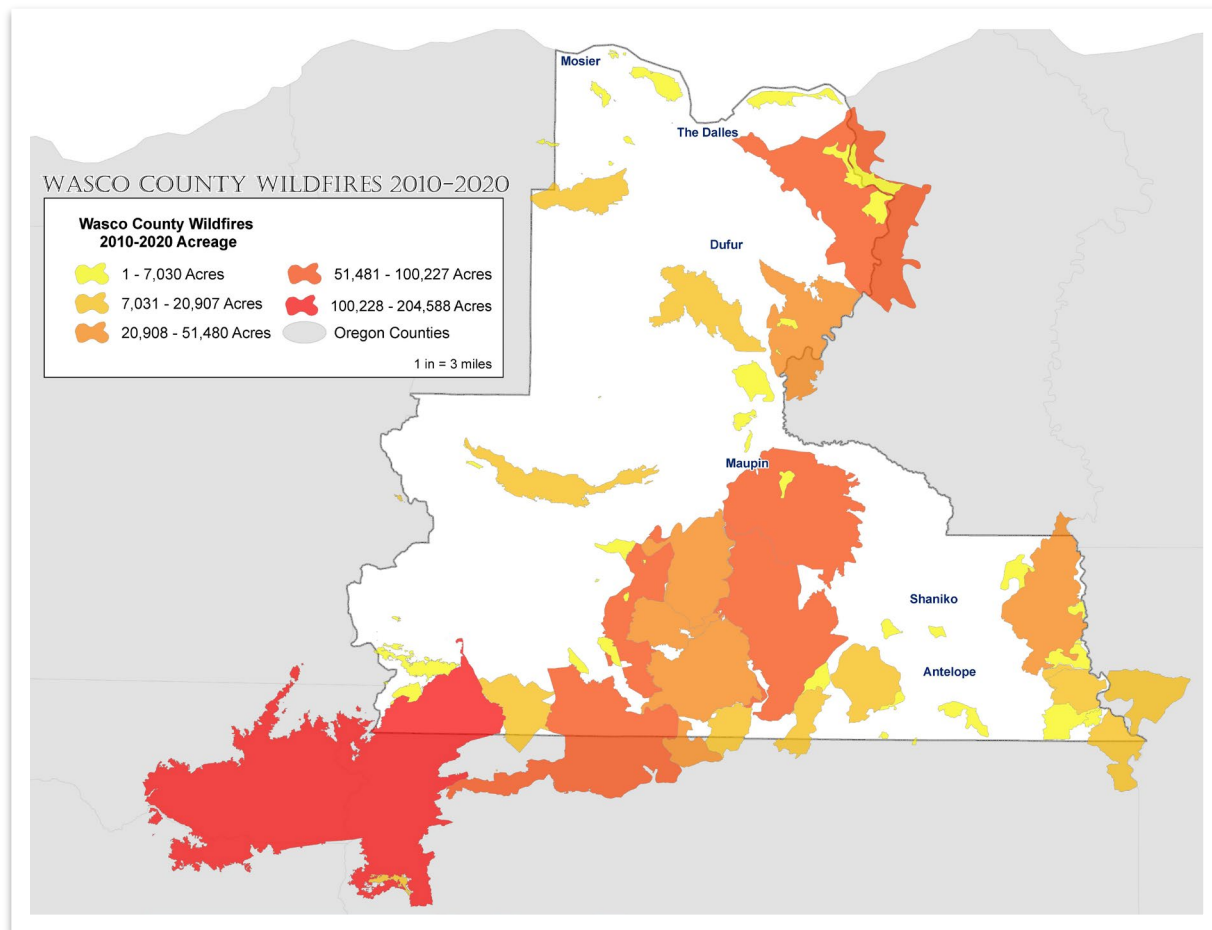 Mosier
The Dalles
WASCO COUNTY WILDFIRES 2010-2020
Wasco County Wildfires
2010-2020 Acreage
1 - 7,030 Acres
7,031 - 20,907 Acres
20,908 - 51,480 Acres
51,481 - 100,227 Acres
100,228 - 204,588 Acres
Oregon Counties
1 in = 3 miles
Dufur
Maupin
Shaniko
Antelope